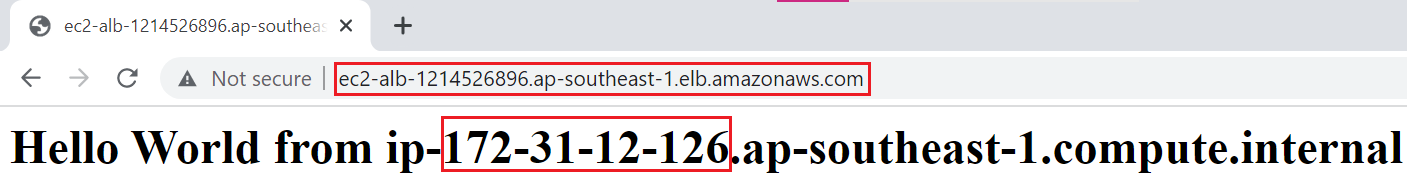 ec2-alb-1214526896.ap-southeas
Not secure
ec2-alb-1214526896.ap-southeast-1.elb.amazonaws.com
Hello World from ip-172-31-12-126.ap-southeast-1.compute.internal